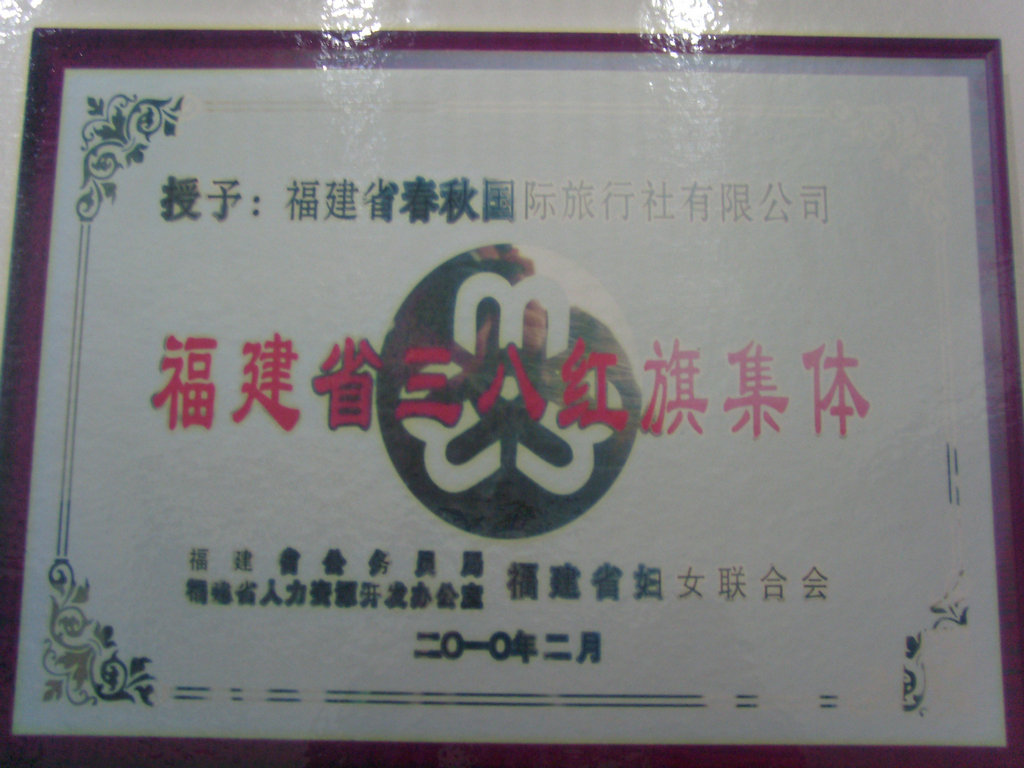 授予：福建省春秋国际旅行社有限公司
福建省三八红旗集体
福建省公务员局
福建省人力资源开发办公室
福建省妇女联合会
二〇一〇年二月